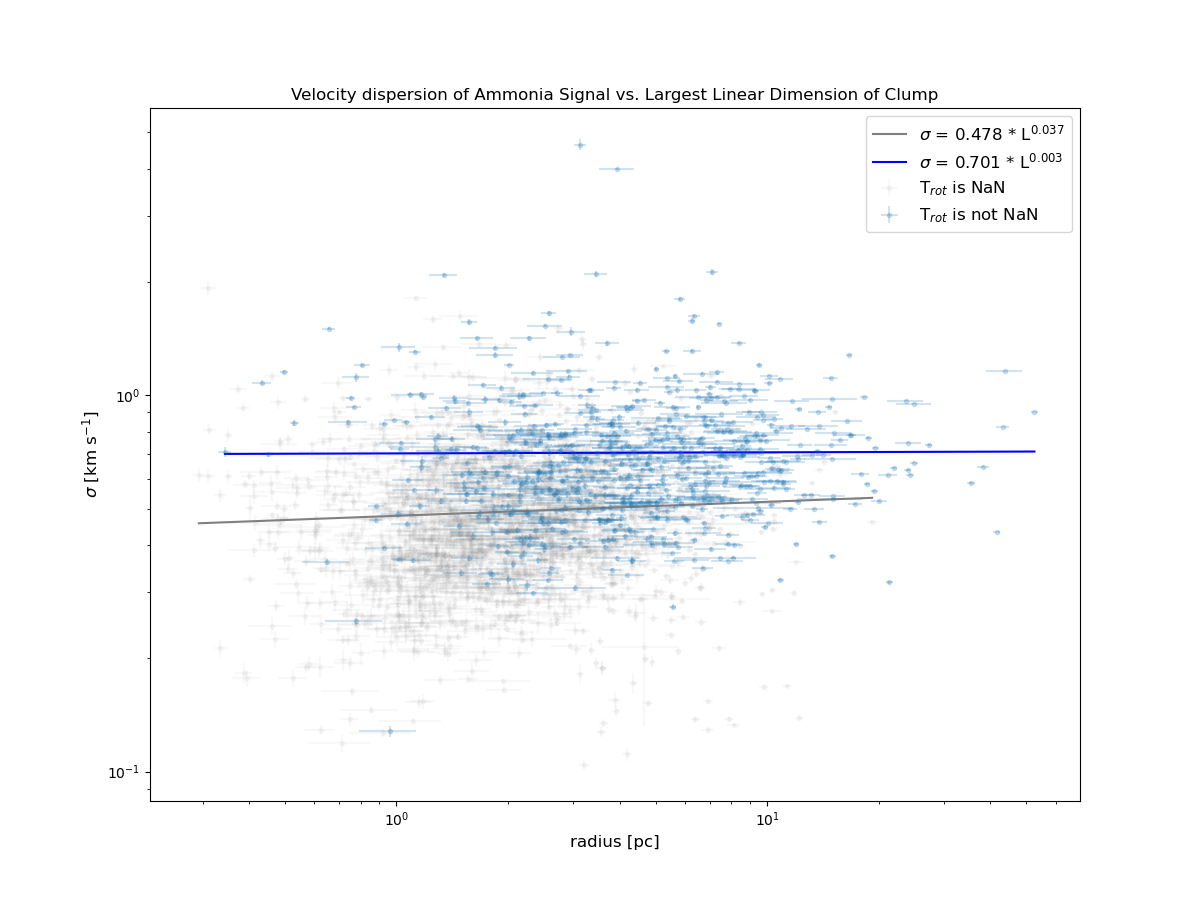 Velocity dispersion of Ammonia Signal vs. Largest Linear Dimension of Clump
σ = 0.478 * L^0.037
σ = 0.701 * L^0.003
T_rot is NaN
T_rot is not NaN
σ [km s^−1]
10^0
10^−1
10^0 10^1
radius [pc]